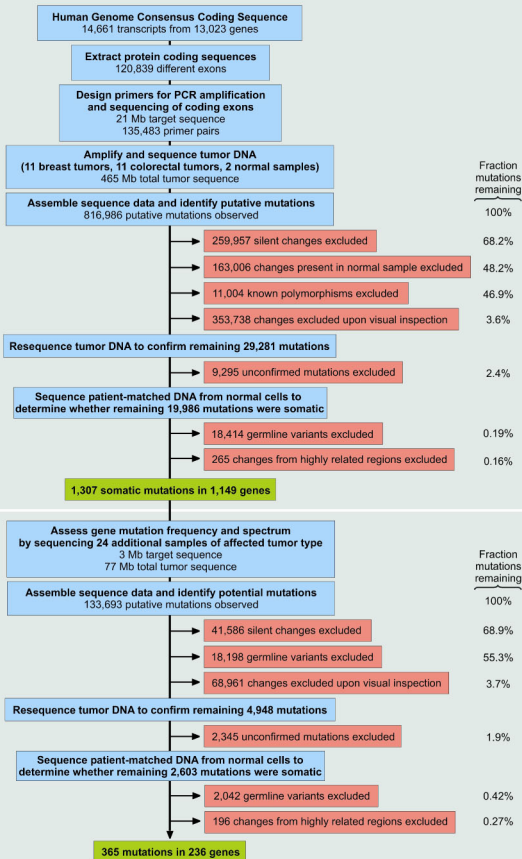 Human Genome Consensus Coding Sequence
14,661 transcripts from 13,023 genes
Extract protein coding sequences
120,839 different exons
Design primers for PCR amplification
and sequencing of coding exons
21 Mb target sequence
135,483 primer pairs
Amplify and sequence tumor DNA
(11 breast tumors, 11 colorectal tumors, 2 normal samples)
465 Mb total tumor sequence
Fraction
mutations
remaining
Assemble sequence data and identify putative mutations
816,986 putative mutations observed
100%
259,957 silent changes excluded
68.2%
163,006 changes present in normal sample excluded
48.2%
11,004 known polymorphisms excluded
46.9%
353,738 changes excluded upon visual inspection
3.6%
Resequence tumor DNA to confirm remaining 29,281 mutations
9,295 unconfirmed mutations excluded
2.4%
Sequence patient-matched DNA from normal cells to
determine whether remaining 19,986 mutations were somatic
18,414 germline variants excluded
0.19%
265 changes from highly related regions excluded
0.16%
1,307 somatic mutations in 1,149 genes
Assess gene mutation frequency and spectrum
by sequencing 24 additional samples of affected tumor type
3 Mb target sequence
77 Mb total tumor sequence
Fraction
mutations
remaining
Assemble sequence data and identify potential mutations
133,693 putative mutations observed
100%
41,586 silent changes excluded
68.9%
18,198 germline variants excluded
55.3%
68,961 changes excluded upon visual inspection
3.7%
Resequence tumor DNA to confirm remaining 4,948 mutations
2,345 unconfirmed mutations excluded
1.9%
Sequence patient-matched DNA from normal cells to
determine whether remaining 2,603 mutations were somatic
2,042 germline variants excluded
0.42%
196 changes from highly related regions excluded
0.27%
365 mutations in 236 genes